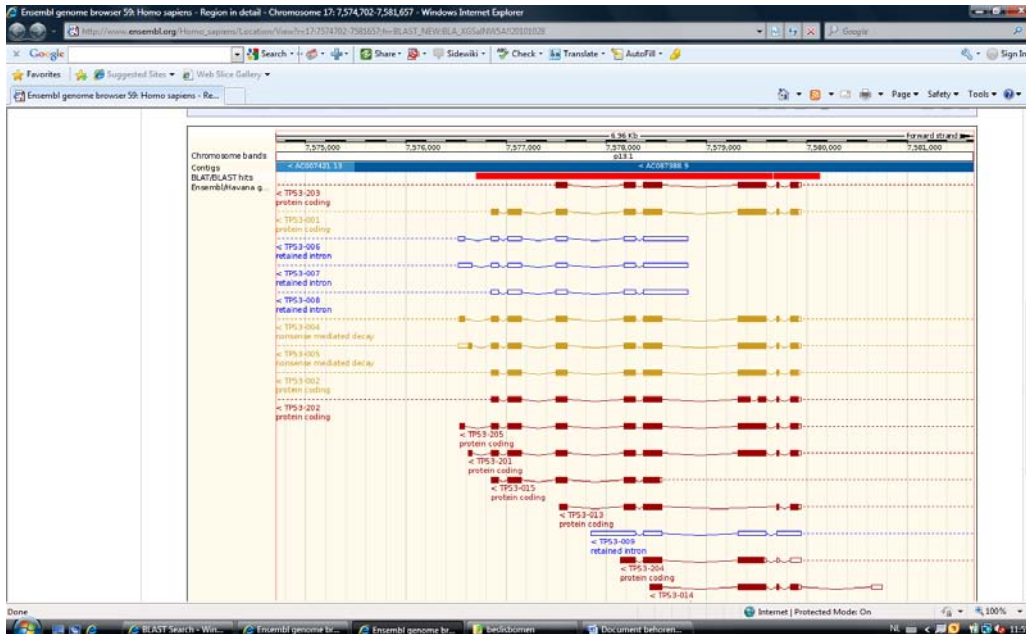 Ensembl genome browser 59: Homo sapiens - Region in detail - Chromosome 17: 7,574,702-7,581,657 - Windows Internet Explorer
Google
Search
Share
Sidewiki
Check
Translate
AutoFill
Sign In
Favorites
Suggested Sites
Web Slice Gallery
Ensembl genome browser 59: Homo sapiens - Re...
Page
Safety
Tools
6.96 Kb
Forward strand
7,575,000 7,576,000 7,577,000 7,578,000 7,579,000 7,580,000 7,581,000
Chromosome bands
p13.1
Contigs
BLAT/BLAST hits
Ensembl/Havana g...
< TP53-203
protein coding
< TP53-001
protein coding
< TP53-006
retained intron
< TP53-007
retained intron
< TP53-008
retained intron
< TP53-004
nonsense mediated decay
< TP53-005
nonsense mediated decay
< TP53-002
protein coding
< TP53-202
protein coding
< TP53-205
protein coding
< TP53-201
protein coding
< TP53-015
protein coding
< TP53-013
protein coding
< TP53-009
retained intron
< TP53-204
protein coding
< TP53-014
Done
Internet | Protected Mode: On
100%
BLAST Search - Win...
Ensembl genome br...
Ensembl genome br...
beslisbomen
Document behoren...
NL